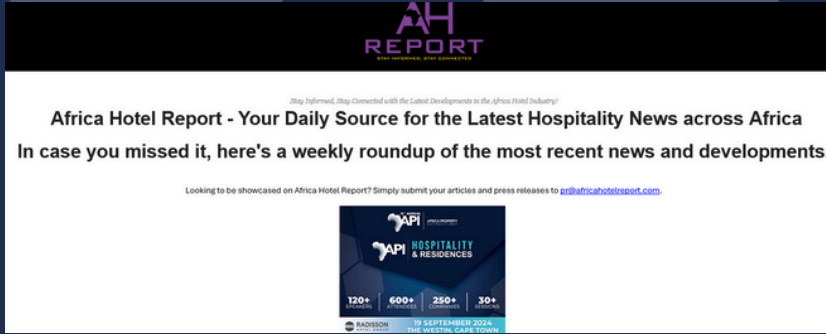 AH
REPORT
STAY INFORMED, STAY CONNECTED
Stay Informed, Stay Connected with the Latest Developments in the Africa Hotel Industry!
Africa Hotel Report - Your Daily Source for the Latest Hospitality News across Africa
In case you missed it, here's a weekly roundup of the most recent news and developments
Looking to be showcased on Africa Hotel Report? Simply submit your articles and press releases to pr@africahotelreport.com.
API
AFRICA PROPERTY
API HOSPITALITY
& RESIDENCES
120+ 600+ 250+ 30+
SPEAKERS ATTENDEES COMPANIES SESSIONS
RADISSON
HOTEL GROUP
19 SEPTEMBER 2024
THE WESTIN, CAPE TOWN